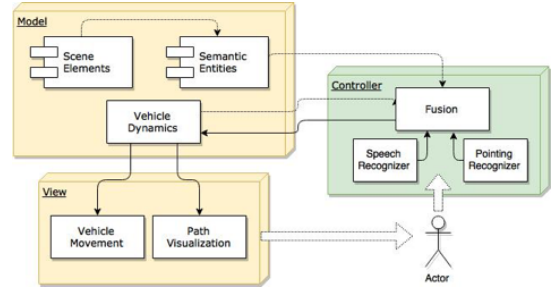 Model
Scene
Elements
Semantic
Entities
Vehicle
Dynamics
Controller
Fusion
Speech
Recognizer
Pointing
Recognizer
View
Vehicle
Movement
Path
Visualization
Actor